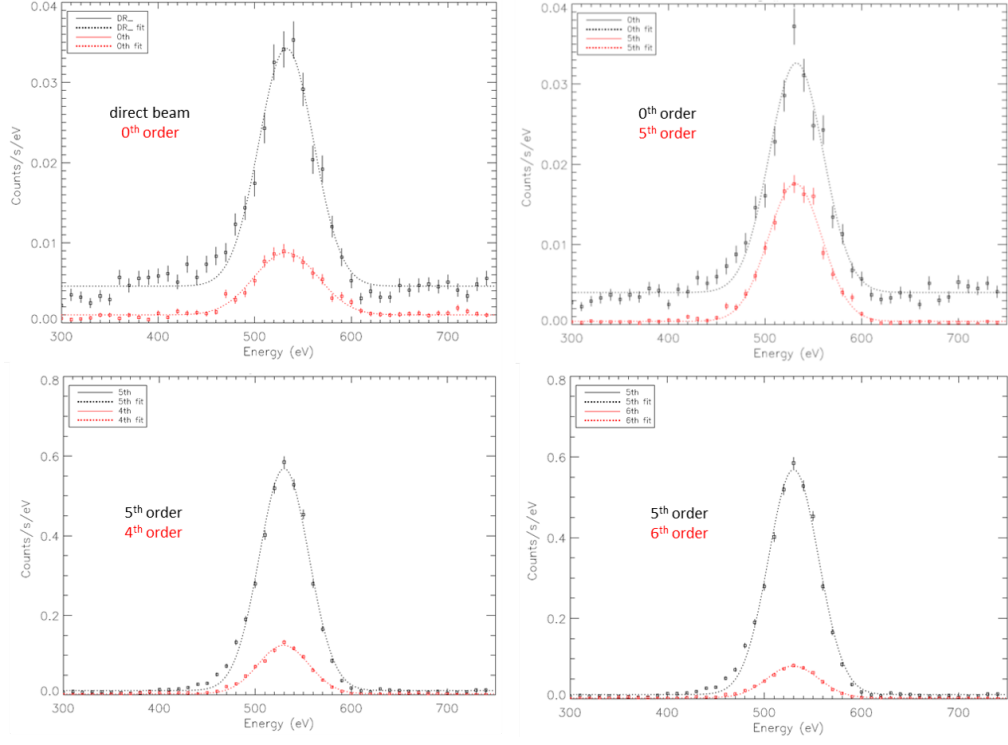 0.04
0.03
0.02
0.01
0.00
Counts/s/eV
DR_
DR_ fit
0th
0th fit
direct beam
0th order
300
400
500
600
700
Energy (eV)
0.04
0.03
0.02
0.01
0.00
Counts/s/eV
0th
0th fit
5th
5th fit
0th order
5th order
300
400
500
600
700
Energy (eV)
0.8
0.6
0.4
0.2
0.0
Counts/s/eV
5th
5th fit
4th
4th fit
5th order
4th order
300
400
500
600
700
Energy (eV)
0.8
0.6
0.4
0.2
0.0
Counts/s/eV
5th
5th fit
6th
6th fit
5th order
6th order
300
400
500
600
700
Energy (eV)